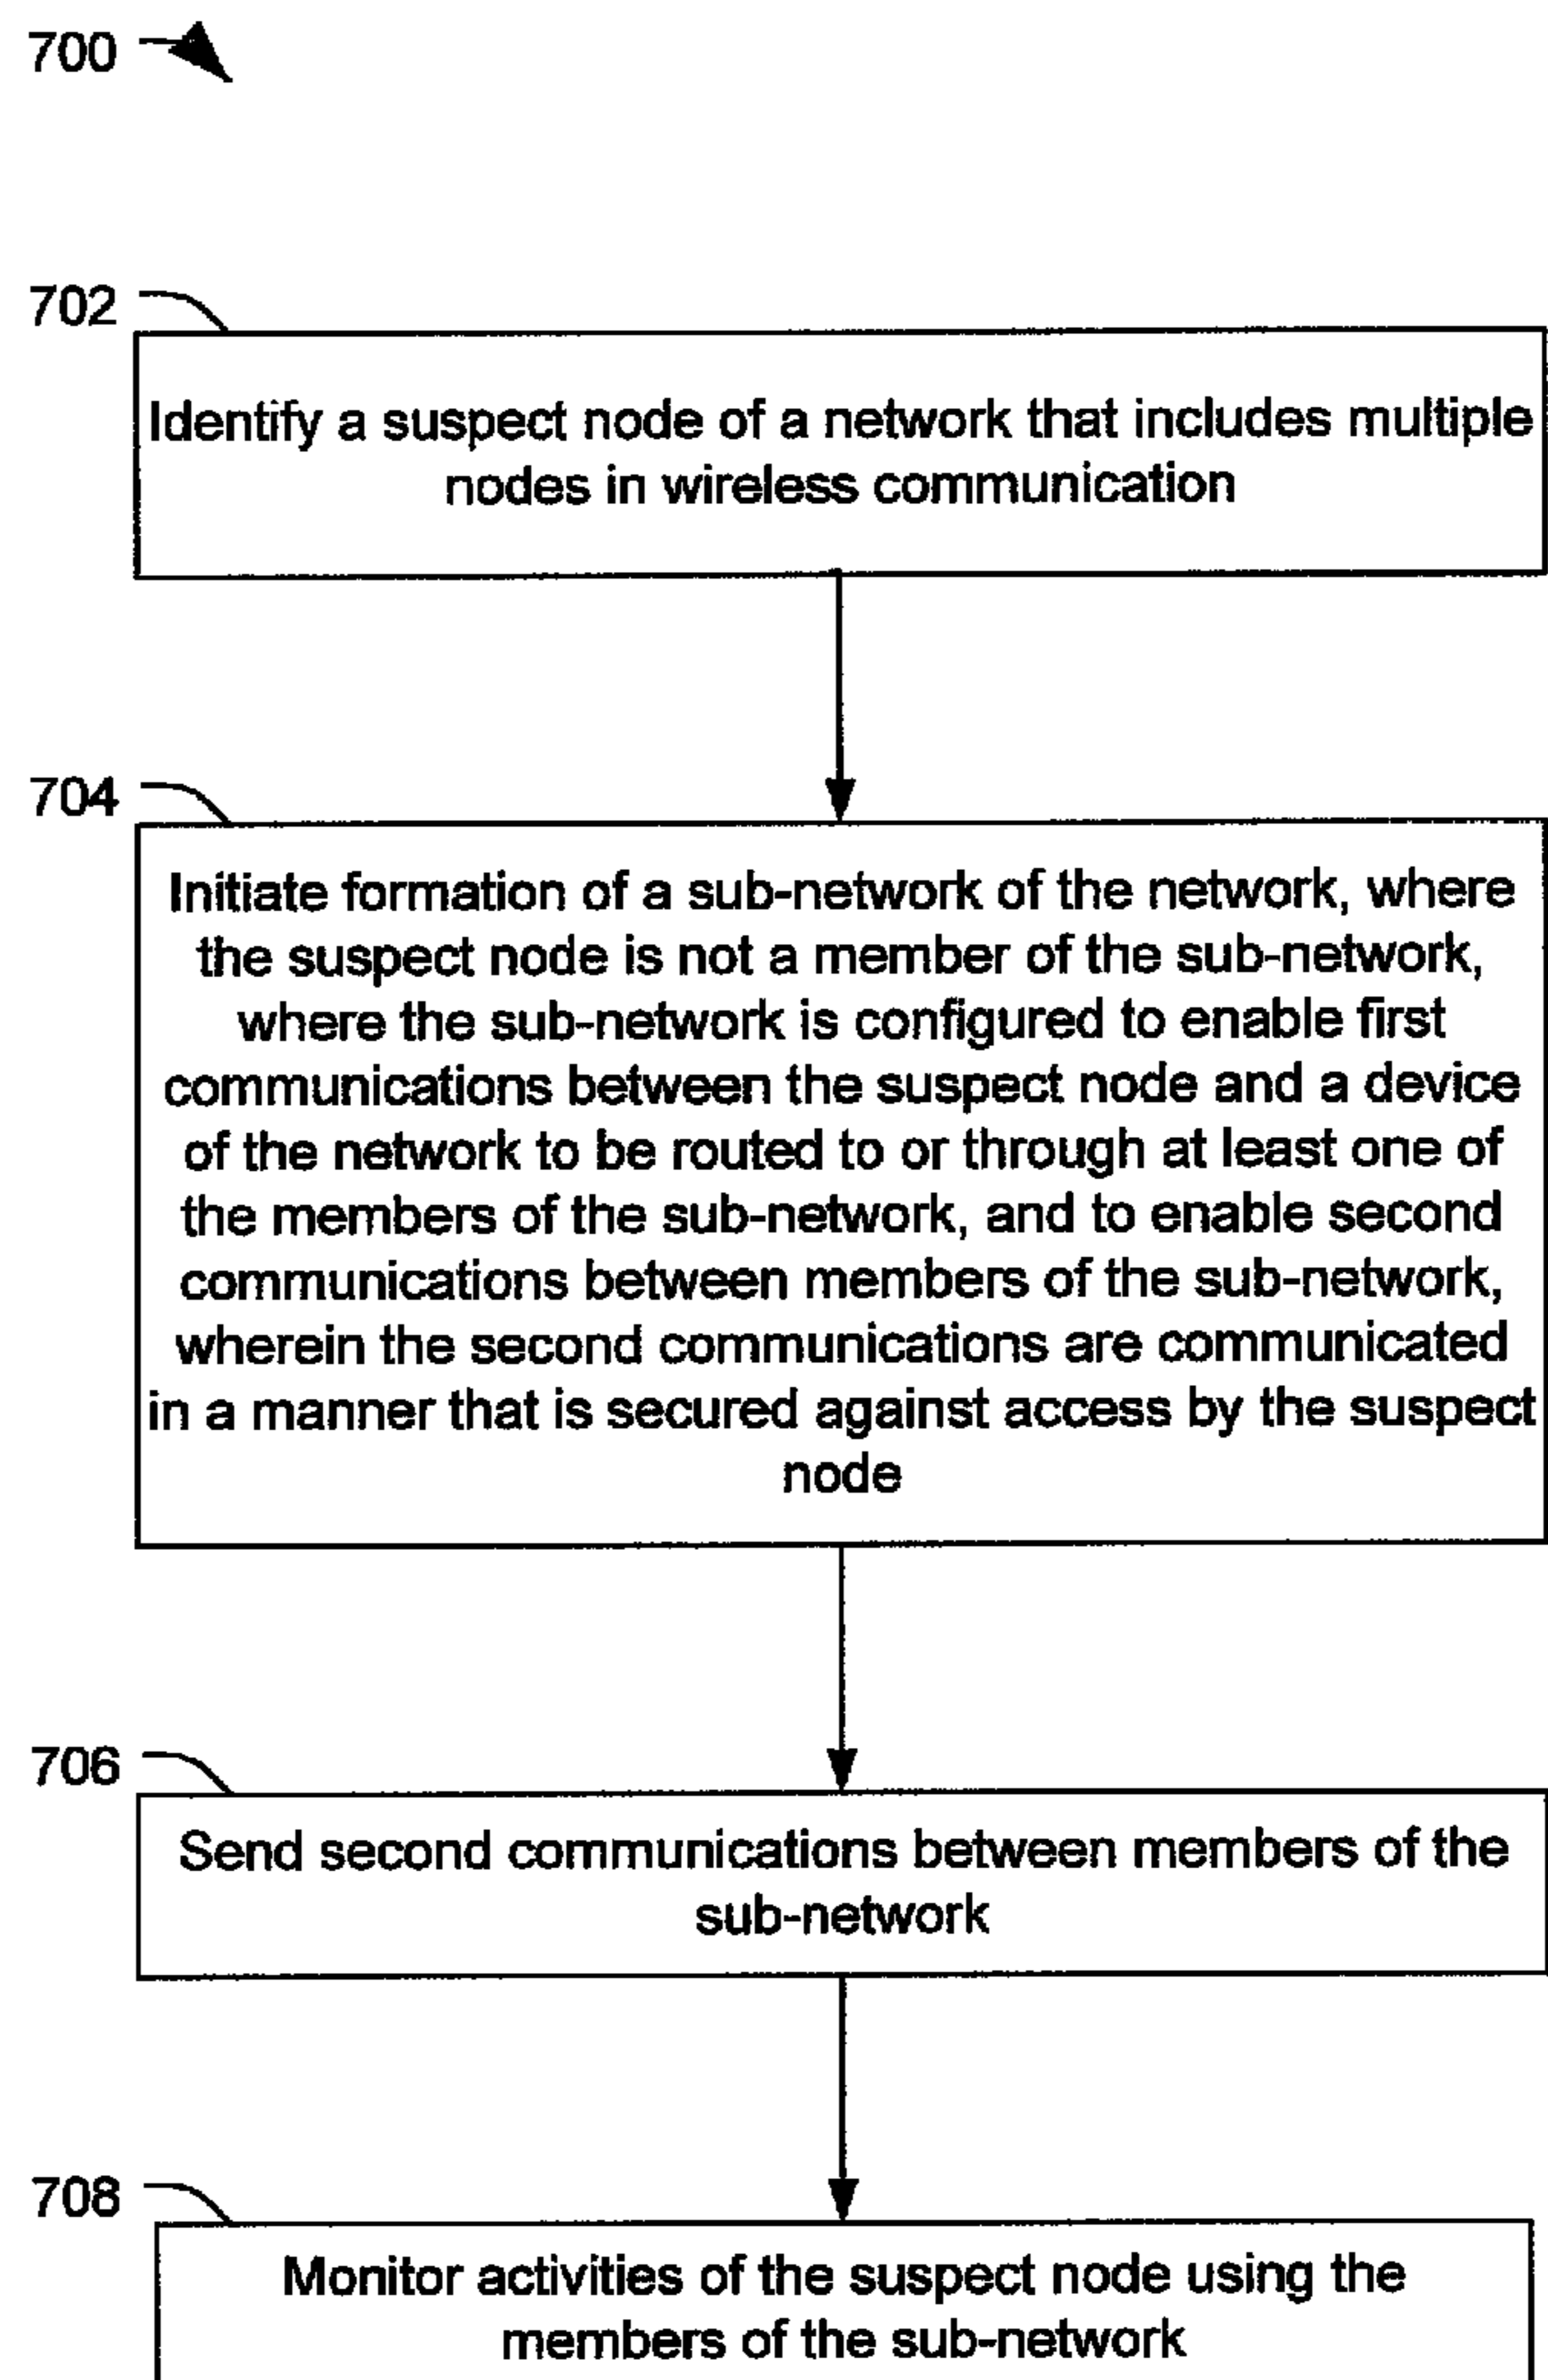 700
702
Identify a suspect node of a network that includes multiple
nodes in wireless communication
704
Initiate formation of a sub-network of the network, where
the suspect node is not a member of the sub-network,
where the sub-network is configured to enable first
communications between the suspect node and a device
of the network to be routed to or through at least one of
the members of the sub-network, and to enable second
communications between members of the sub-network,
wherein the second communications are communicated
in a manner that is secured against access by the suspect
node
706
Send second communications between members of the
sub-network
708
Monitor activities of the suspect node using the
members of the sub-network